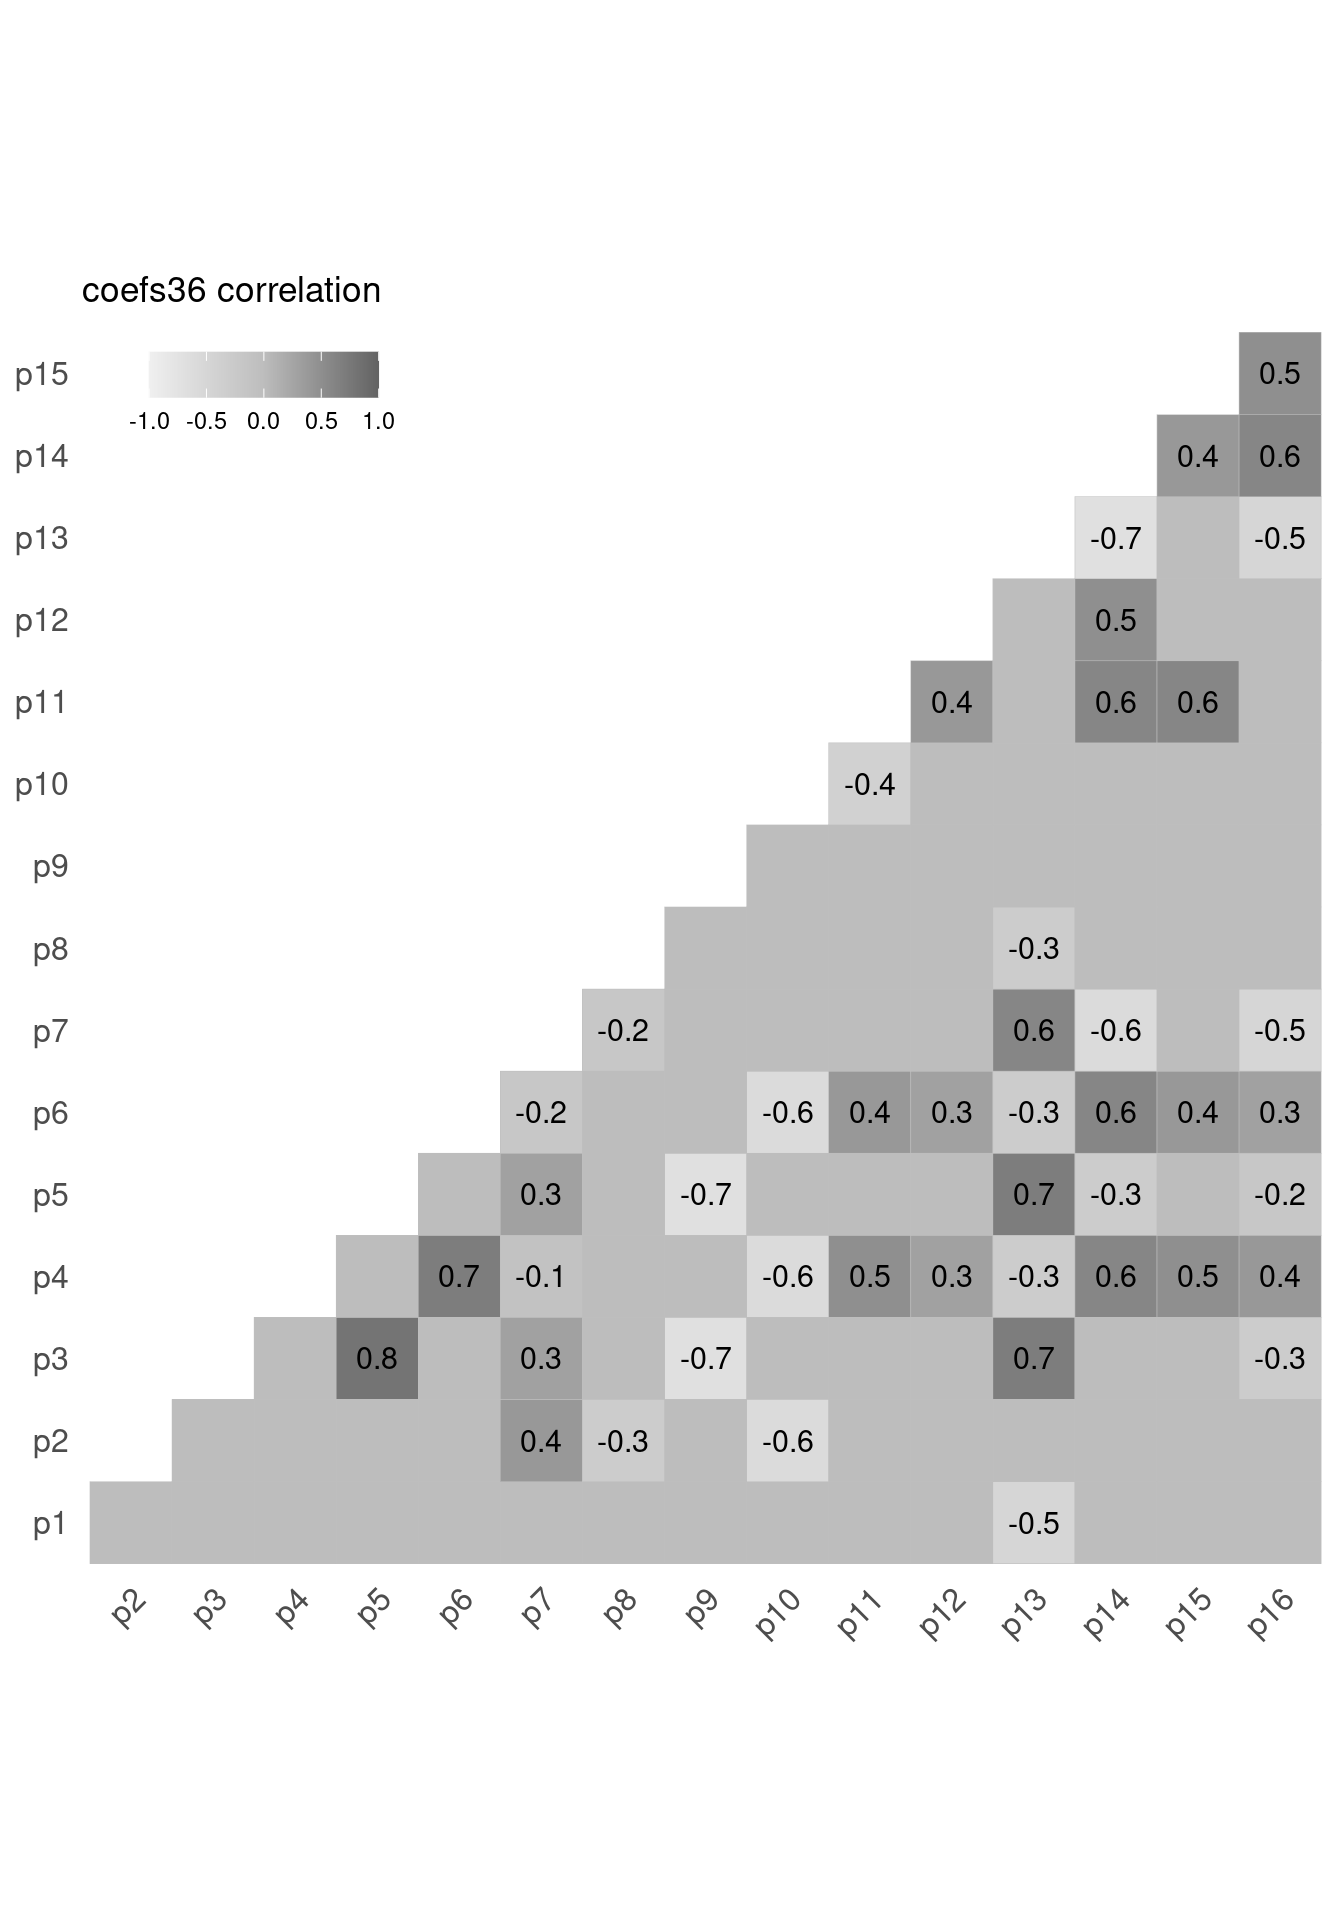 coefs36 correlation
-1.0 -0.5 0.0 0.5 1.0
p15 0.5
p14 0.4 0.6
p13 -0.7 -0.5
p12 0.5
p11 0.4 0.6 0.6
p10 -0.4
p9
p8 -0.3
p7 -0.2 0.6 -0.6 -0.5
p6 -0.2 -0.6 0.4 0.3 -0.3 0.6 0.4 0.3
p5 0.3 -0.7 0.7 -0.3 -0.2
p4 0.7 -0.1 -0.6 0.5 0.3 -0.3 0.6 0.5 0.4
p3 0.8 0.3 -0.7 0.7 -0.3
p2 0.4 -0.3 -0.6
p1 -0.5
p2 p3 p4 p5 p6 p7 p8 p9 p10 p11 p12 p13 p14 p15 p16